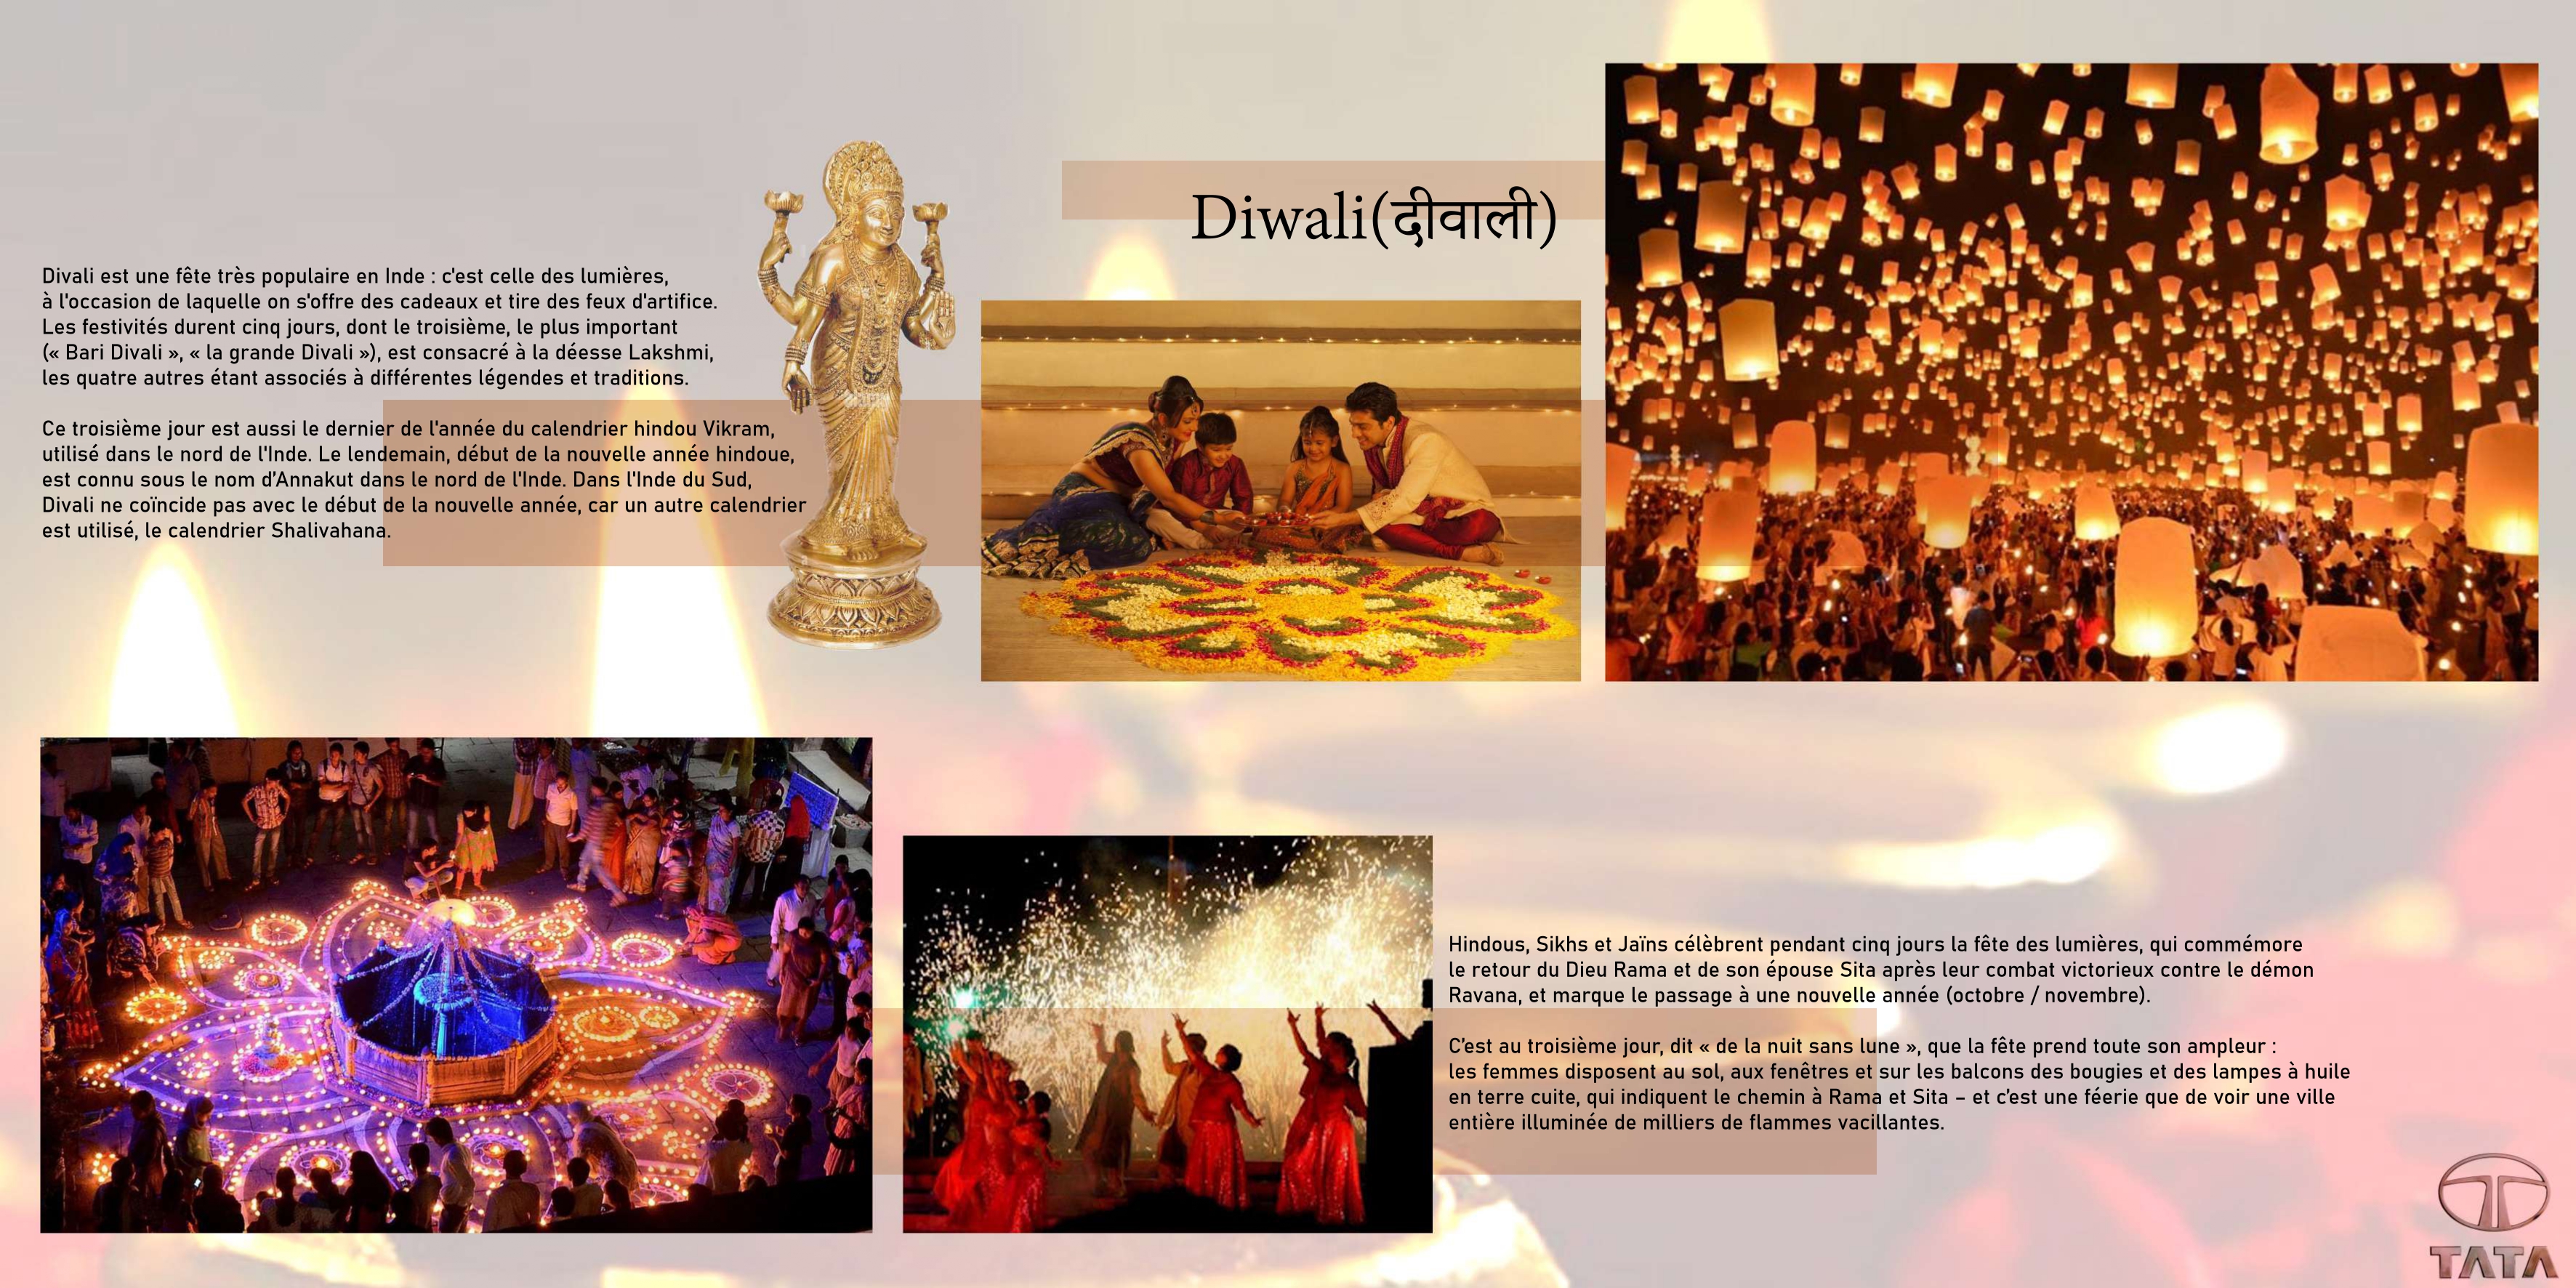 Diwali(दीवाली)
Divali est une fête très populaire en Inde : c'est celle des lumières,
à l'occasion de laquelle on s'offre des cadeaux et tire des feux d'artifice.
Les festivités durent cinq jours, dont le troisième, le plus important
(« Bari Divali », « la grande Divali »), est consacré à la déesse Lakshmi,
les quatre autres étant associés à différentes légendes et traditions.
Ce troisième jour est aussi le dernier de l'année du calendrier hindou Vikram,
utilisé dans le nord de l'Inde. Le lendemain, début de la nouvelle année hindoue,
est connu sous le nom d’Annakut dans le nord de l'Inde. Dans l'Inde du Sud,
Divali ne coïncide pas avec le début de la nouvelle année, car un autre calendrier
est utilisé, le calendrier Shalivahana.
Hindous, Sikhs et Jaïns célèbrent pendant cinq jours la fête des lumières, qui commémore
le retour du Dieu Rama et de son épouse Sita après leur combat victorieux contre le démon
Ravana, et marque le passage à une nouvelle année (octobre / novembre).
C’est au troisième jour, dit « de la nuit sans lune », que la fête prend toute son ampleur :
les femmes disposent au sol, aux fenêtres et sur les balcons des bougies et des lampes à huile
en terre cuite, qui indiquent le chemin à Rama et Sita – et c’est une féerie que de voir une ville
entière illuminée de milliers de flammes vacillantes.
TATA